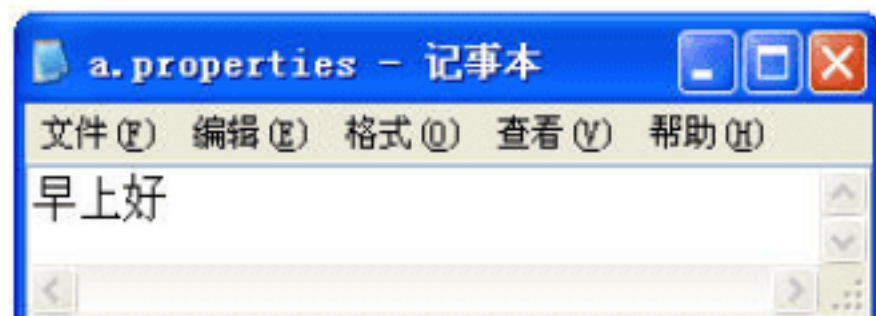 a.properties - 记事本
文件(F) 编辑(E) 格式(O) 查看(V) 帮助(H)
早上好